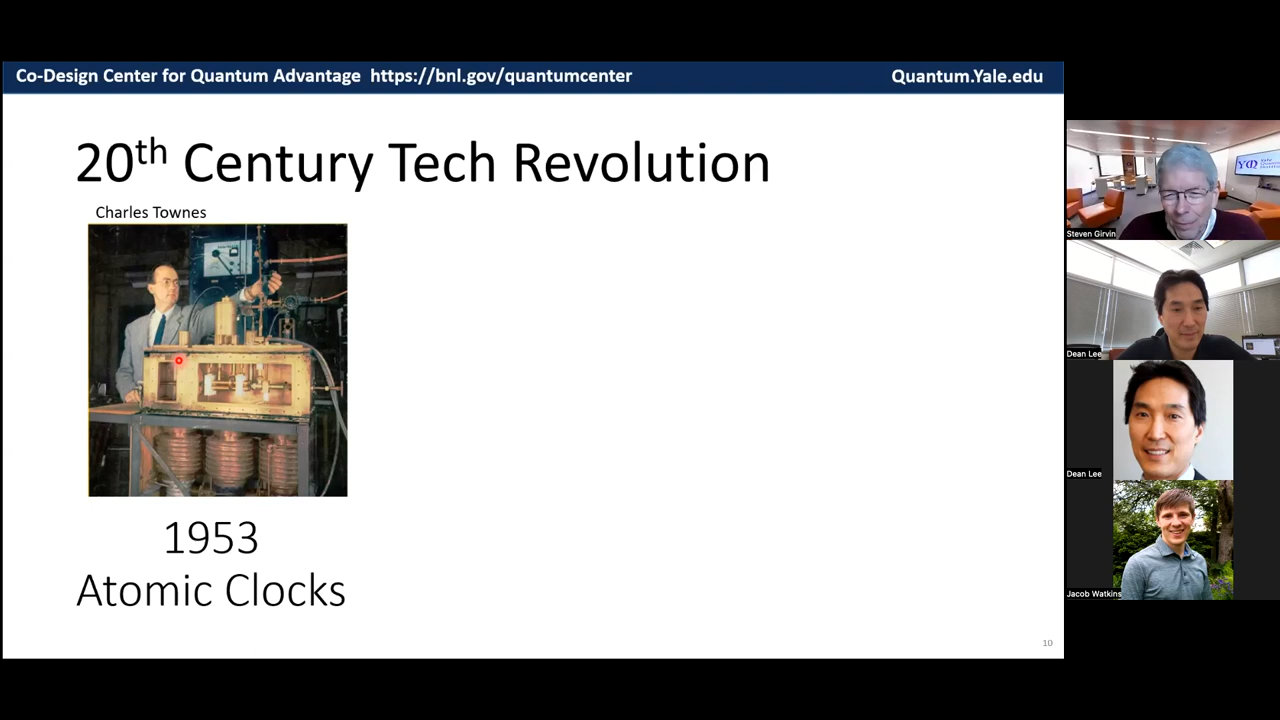 Co-Design Center for Quantum Advantage https://bnl.gov/quantumcenter
Quantum.Yale.edu
20th Century Tech Revolution
Charles Townes
1953
Atomic Clocks
10
Steven Girvin
Dean Lee
Dean Lee
Jacob Watkins